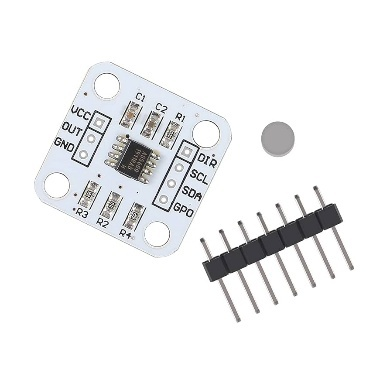 C1
C2
R1
VCC
OUT
GND
DIR
SCL
SDA
GPO
R3
R2
R4